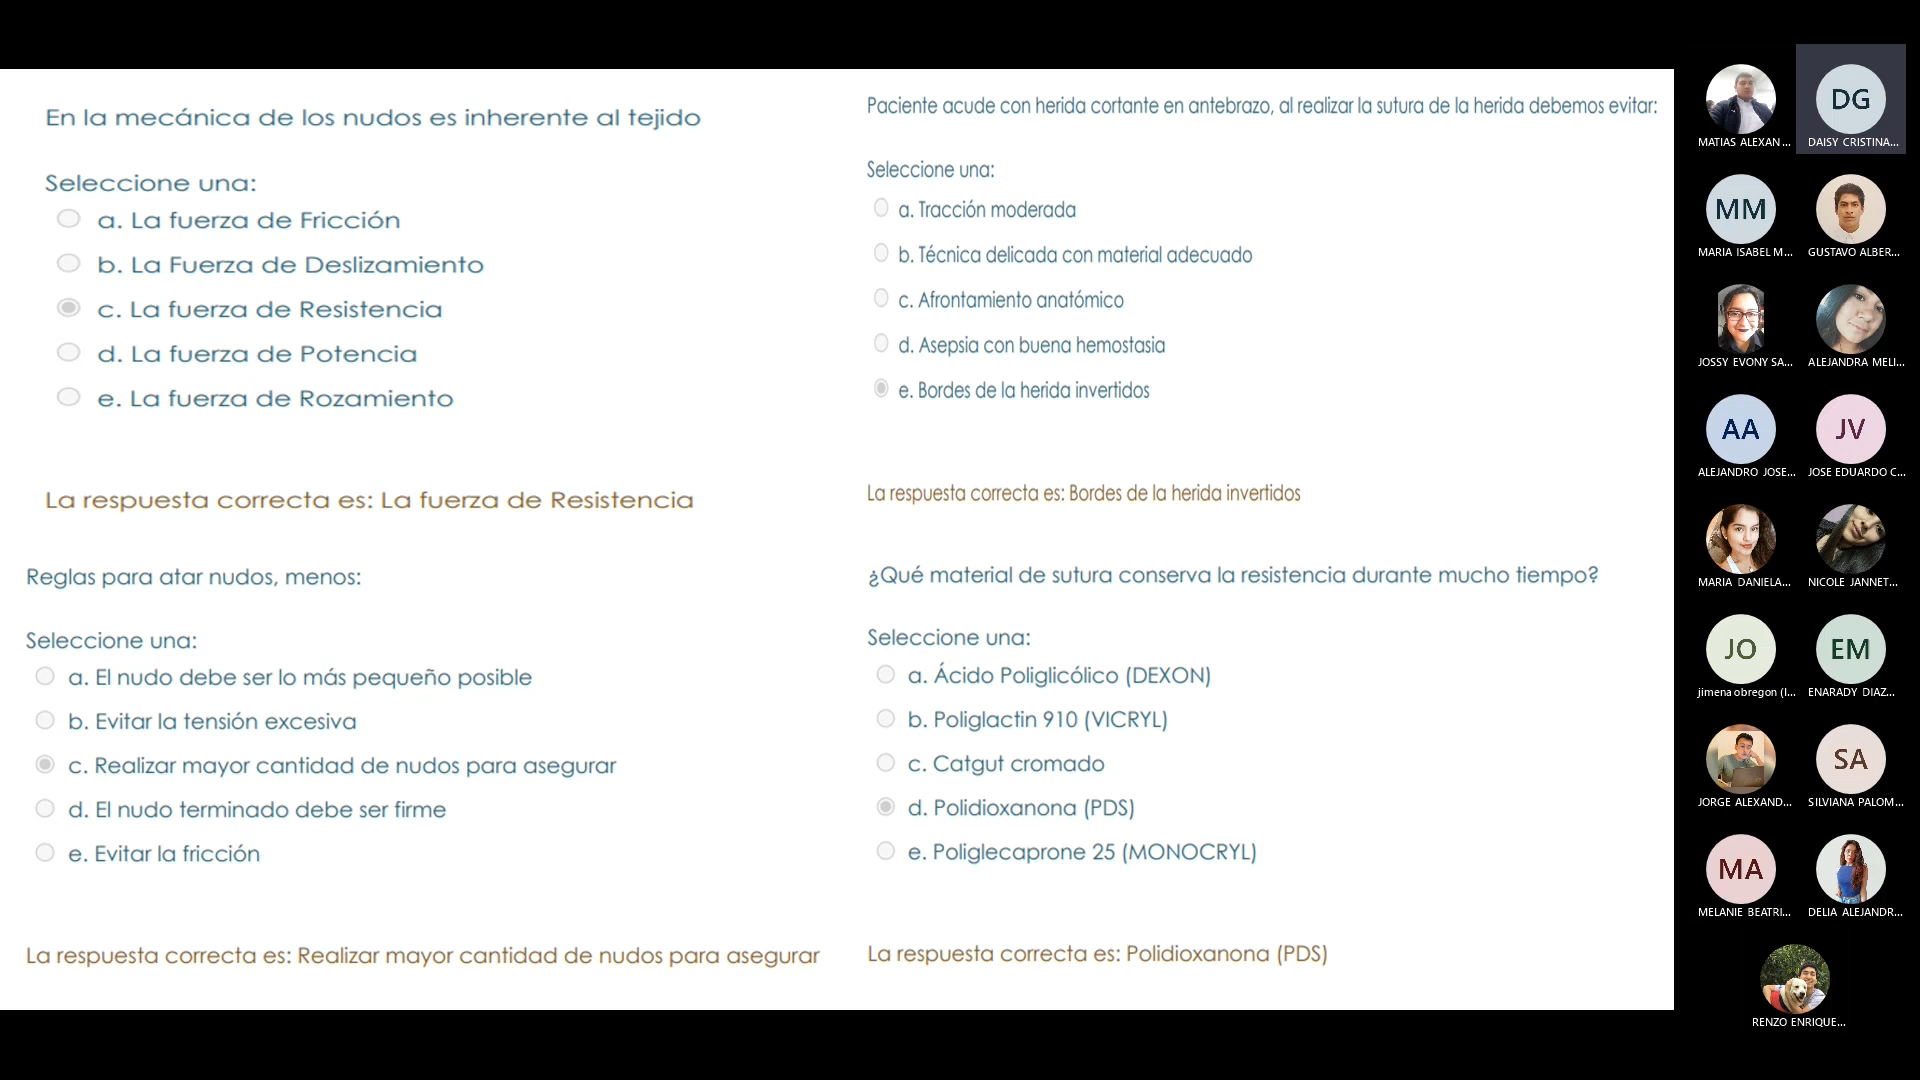 En la mecánica de los nudos es inherente al tejido
Seleccione una:
a. La fuerza de Fricción
b. La Fuerza de Deslizamiento
c. La fuerza de Resistencia
d. La fuerza de Potencia
e. La fuerza de Rozamiento
La respuesta correcta es: La fuerza de Resistencia
Paciente acude con herida cortante en antebrazo, al realizar la sutura de la herida debemos evitar:
Seleccione una:
a. Tracción moderada
b. Técnica delicada con material adecuado
c. Afrontamiento anatómico
d. Asepsia con buena hemostasia
e. Bordes de la herida invertidos
La respuesta correcta es: Bordes de la herida invertidos
Reglas para atar nudos, menos:
Seleccione una:
a. El nudo debe ser lo más pequeño posible
b. Evitar la tensión excesiva
c. Realizar mayor cantidad de nudos para asegurar
d. El nudo terminado debe ser firme
e. Evitar la fricción
La respuesta correcta es: Realizar mayor cantidad de nudos para asegurar
¿Qué material de sutura conserva la resistencia durante mucho tiempo?
Seleccione una:
a. Ácido Poliglicólico (DEXON)
b. Poliglactin 910 (VICRYL)
c. Catgut cromado
d. Polidioxanona (PDS)
e. Poliglecaprone 25 (MONOCRYL)
La respuesta correcta es: Polidioxanona (PDS)
MATIAS ALEXAN...
DG
DAISY CRISTINA...
MM
MARIA ISABEL M...
GUSTAVO ALBER...
JOSSY EVONY SA...
ALEJANDRA MELI...
AA
ALEJANDRO JOSE...
JV
JOSE EDUARDO C...
MARIA DANIELA...
NICOLE JANNET...
JO
jimena obregon (I...
EM
ENARADY DIAZ...
JORGE ALEXAND...
SA
SILVIANA PALOM...
MA
MELANIE BEATRI...
DELIA ALEJANDR...
RENZO ENRIQUE...